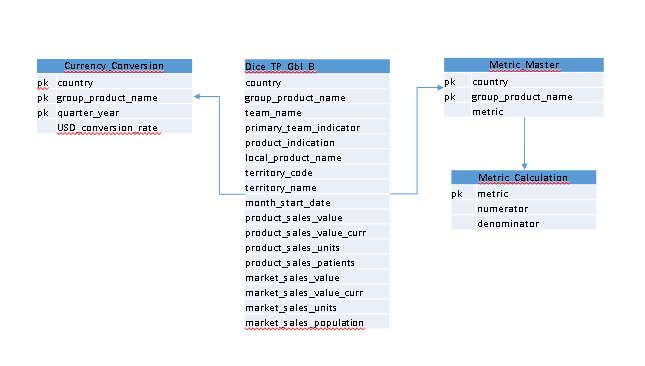 Currency_Conversion
pk country
pk group_product_name
pk quarter_year
USD_conversion_rate
Dice_TP_Gbl_B
country
group_product_name
team_name
primary_team_indicator
product_indication
local_product_name
territory_code
territory_name
month_start_date
product_sales_value
product_sales_value_curr
product_sales_units
product_sales_patients
market_sales_value
market_sales_value_curr
market_sales_units
market_sales_population
Metric_Master
pk country
pk group_product_name
metric
Metric_Calculation
pk metric
numerator
denominator